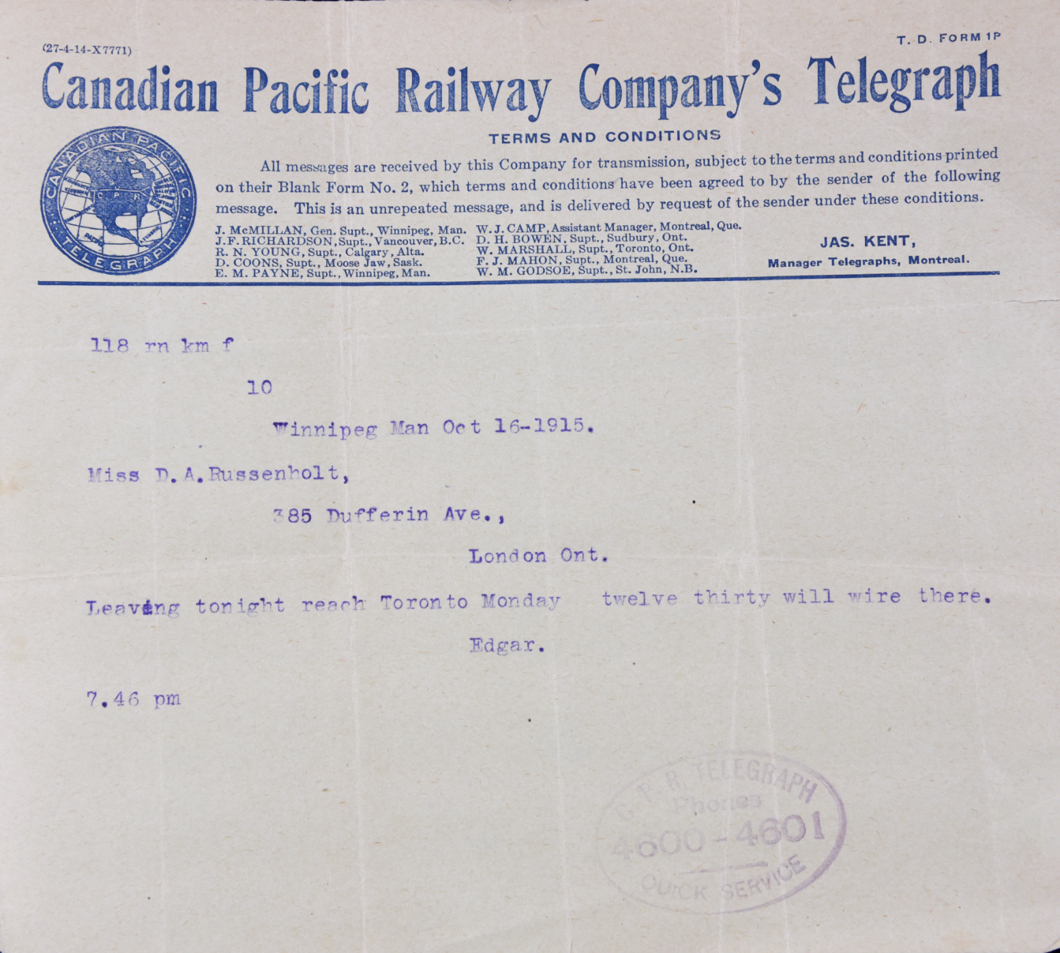 (27-4-14-X7771)
T. D. FORM 1P
Canadian Pacific Railway Company's Telegraph
CANADIAN PACIFIC
TELEGRAPH
TERMS AND CONDITIONS
All messages are received by this Company for transmission, subject to the terms and conditions printed
on their Blank Form No. 2, which terms and conditions have been agreed to by the sender of the following
message. This is an unrepeated message, and is delivered by request of the sender under these conditions.
J. McMILLAN, Gen. Supt., Winnipeg, Man.
J. F. RICHARDSON, Supt., Vancouver, B.C.
R. N. YOUNG, Supt., Calgary, Alta.
D. COONS, Supt., Moose Jaw, Sask.
E. M. PAYNE, Supt., Winnipeg, Man.
W. J. CAMP, Assistant Manager, Montreal, Que.
D. H. BOWEN, Supt., Sudbury, Ont.
W. MARSHALL, Supt., Toronto, Ont.
F. J. MAHON, Supt., Montreal, Que.
W. M. GODSOE, Supt., St. John, N.B.
JAS. KENT,
Manager Telegraphs, Montreal.
118 rn km f
10
Winnipeg Man Oct 16-1915.
Miss D.A.Russenholt,
385 Dufferin Ave.,
London Ont.
Leaving tonight reach Toronto Monday twelve thirty will wire there.
Edgar.
7.46 pm
C. P. R. TELEGRAPH
Phones
4600-4601
QUICK SERVICE